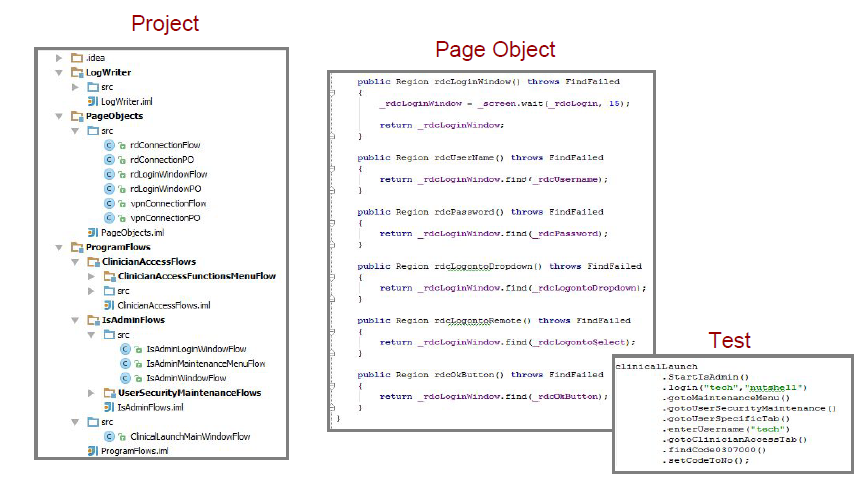 Project
.idea
LogWriter
src
LogWriter.iml
PageObjects
src
rdConnectionFlow
rdConnectionPO
rdLoginWindowFlow
rdLoginWindowPO
vpnConnectionFlow
vpnConnectionPO
PageObjects.iml
ProgramFlows
ClinicianAccessFlows
ClinicianAccessFunctionsMenuFlow
src
ClinicianAccessFlows.iml
IsAdminFlows
src
IsAdminLoginWindowFlow
IsAdminMaintenanceMenuFlow
IsAdminWindowFlow
UserSecurityMaintenanceFlows
IsAdminFlows.iml
src
ClinicalLaunchMainWindowFlow
ProgramFlows.iml
Page Object
public Region rdcLoginWindow() throws FindFailed
{
_rdcLoginWindow = _screen.wait(_rdcLogin, 15);
return _rdcLoginWindow;
}
public Region rdcUserName() throws FindFailed
{
return _rdcLoginWindow.find(_rdcUsername);
}
public Region rdcPassword() throws FindFailed
{
return _rdcLoginWindow.find(_rdcPassword);
}
public Region rdcLogontoDropdown() throws FindFailed
{
return _rdcLoginWindow.find(_rdcLogontoDropdown);
}
public Region rdcLogontoRemote() throws FindFailed
{
return _rdcLoginWindow.find(_rdcLogontoSelect);
}
public Region rdcOkButton() throws FindFailed
{
return _rdcLoginWindow.find(_rdcOkButton);
}
}
Test
clinicalLaunch
.StartIsAdmin()
.login("tech","nutshell")
.gotoMaintenanceMenu()
.gotoUserSecurityMaintenance()
.gotoUserSpecificTab()
.enterUsername("tech")
.gotoClinicianAccessTab()
.findCode0307000()
.setCodeToNo();